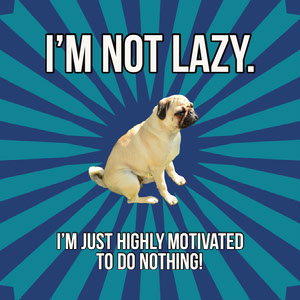 I'M NOT LAZY.
I'M JUST HIGHLY MOTIVATED
TO DO NOTHING!